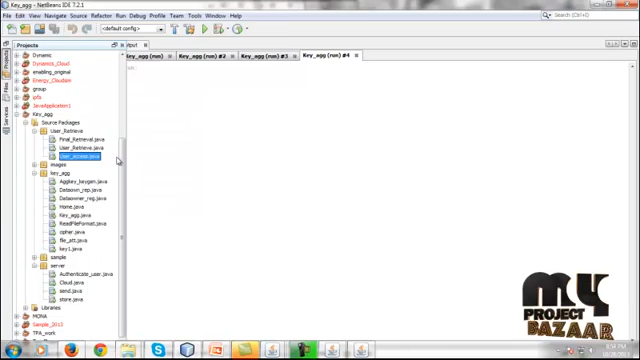 Key_agg - NetBeans IDE 7.2.1
File Edit View Navigate Source Refactor Run Debug Profile Team Tools Window Help
Search (Ctrl+I)
<default config>
Projects
Key_agg (run)
Key_agg (run) #2
Key_agg (run) #3
Key_agg (run) #4
run:
Projects
Files
Services
Dynamic
Dynamics_Cloud
enabling_original
Energy_Cloudsim
group
ipfs
JavaApplication1
Key_agg
Source Packages
User_Retrieve
Final_Retrieval.java
User_Retrieve.java
User_access.java
images
key_agg
Aggkey_keygen.java
Dataown_rep.java
Dataowner_reg.java
Home.java
Key_agg.java
ReadFileFormat.java
cipher.java
file_att.java
key1.java
sample
server
Authenticate_user.java
Cloud.java
send.java
store.java
Libraries
MONA
Sample_2013
TPA_work
MY
PROJECT
BAZAAR